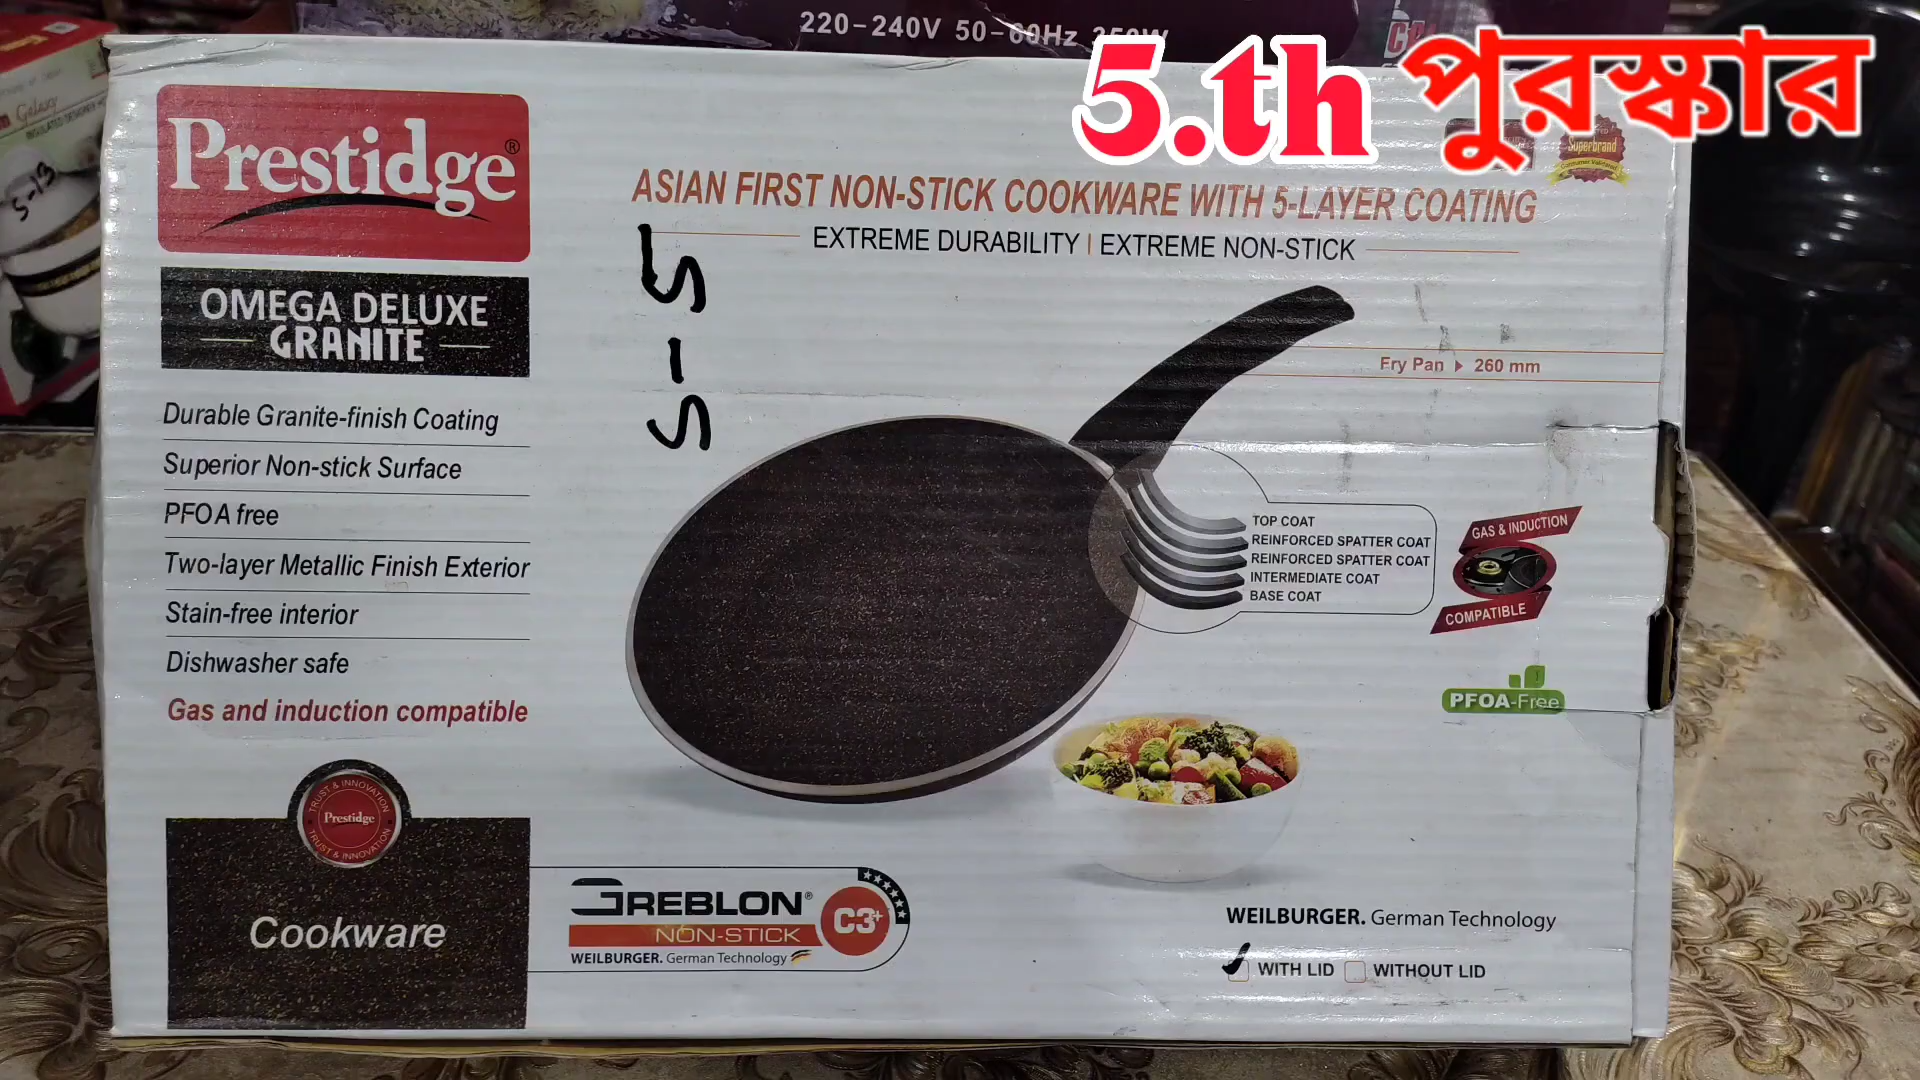 220-240V 50-60Hz 350W
5.th পুরস্কার
Galaxy
S-13
Prestidge®
OMEGA DELUXE
GRANITE
Durable Granite-finish Coating
Superior Non-stick Surface
PFOA free
Two-layer Metallic Finish Exterior
Stain-free interior
Dishwasher safe
Gas and induction compatible
TRUST & INNOVATION
Prestidge
TRUST & INNOVATION
Cookware
Superbrand
ASIAN FIRST NON-STICK COOKWARE WITH 5-LAYER COATING
EXTREME DURABILITY | EXTREME NON-STICK
S-5
Fry Pan 260 mm
TOP COAT
REINFORCED SPATTER COAT
REINFORCED SPATTER COAT
INTERMEDIATE COAT
BASE COAT
GAS & INDUCTION
COMPATIBLE
PFOA-Free
GREBLON®
NON-STICK
C3+
WEILBURGER. German Technology
WEILBURGER. German Technology
WITH LID WITHOUT LID